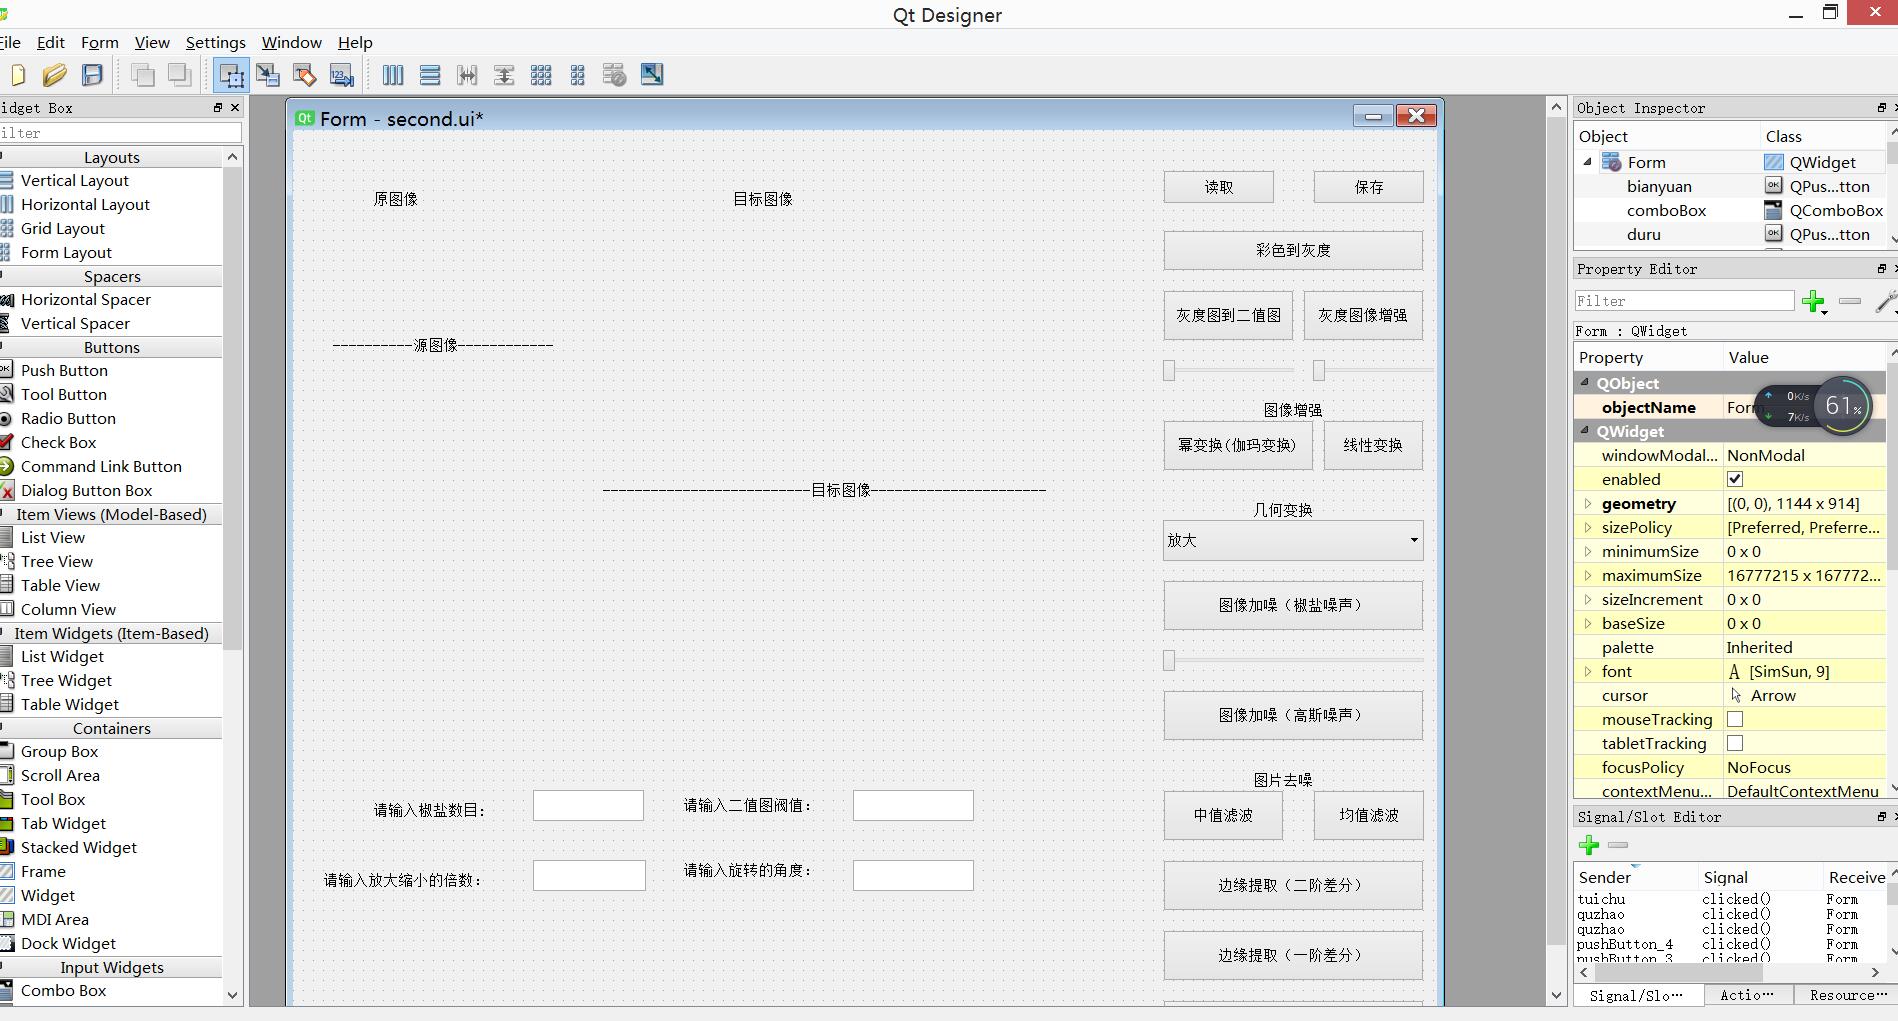 Qt Designer
File Edit Form View Settings Window Help
Widget Box
Filter
Layouts
Vertical Layout
Horizontal Layout
Grid Layout
Form Layout
Spacers
Horizontal Spacer
Vertical Spacer
Buttons
Push Button
Tool Button
Radio Button
Check Box
Command Link Button
Dialog Button Box
Item Views (Model-Based)
List View
Tree View
Table View
Column View
Item Widgets (Item-Based)
List Widget
Tree Widget
Table Widget
Containers
Group Box
Scroll Area
Tool Box
Tab Widget
Stacked Widget
Frame
Widget
MDI Area
Dock Widget
Input Widgets
Combo Box
Form - second.ui*
原图像
目标图像
读取
保存
彩色到灰度
灰度图到二值图
灰度图像增强
----------源图像------------
图像增强
幂变换(伽玛变换)
线性变换
--------------------------目标图像----------------------
几何变换
放大
图像加噪（椒盐噪声）
图像加噪（高斯噪声）
图片去噪
请输入椒盐数目：
请输入二值图阀值：
中值滤波
均值滤波
请输入放大缩小的倍数：
请输入旋转的角度：
边缘提取（二阶差分）
边缘提取（一阶差分）
Object Inspector
Object Class
Form QWidget
bianyuan QPus...tton
comboBox QComboBox
duru QPus...tton
Property Editor
Filter
Form : QWidget
Property Value
QObject
objectName Form
0K/s
7K/s
61%
QWidget
windowModal... NonModal
enabled
geometry [(0, 0), 1144 x 914]
sizePolicy [Preferred, Preferre...
minimumSize 0 x 0
maximumSize 16777215 x 167772...
sizeIncrement 0 x 0
baseSize 0 x 0
palette Inherited
font A [SimSun, 9]
cursor Arrow
mouseTracking
tabletTracking
focusPolicy NoFocus
contextMenu... DefaultContextMenu
Signal/Slot Editor
Sender Signal Receive
tuichu clicked() Form
quzhao clicked() Form
quzhao clicked() Form
pushButton_4 clicked() Form
pushButton_3 clicked() Form
Signal/Slo… Actio… Resource…